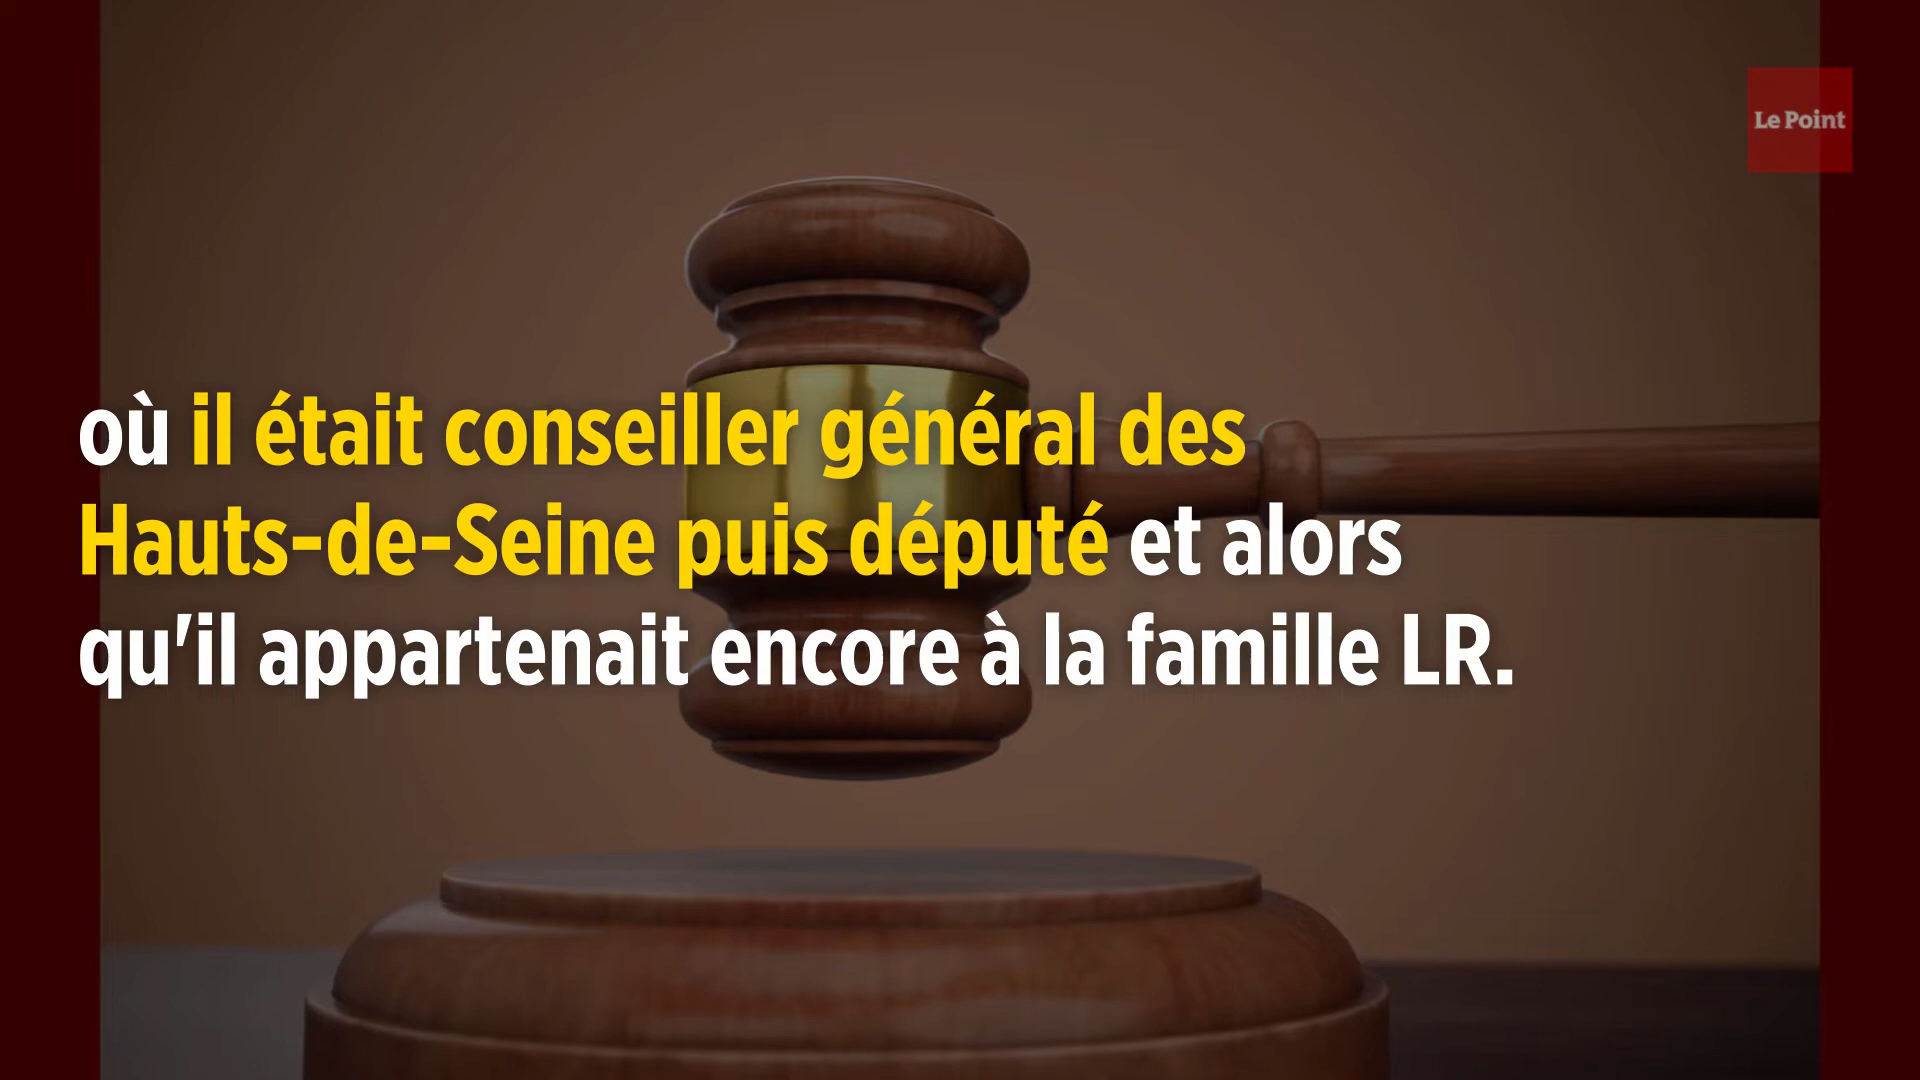 Le Point
où il était conseiller général des
Hauts-de-Seine puis député et alors
qu'il appartenait encore à la famille LR.